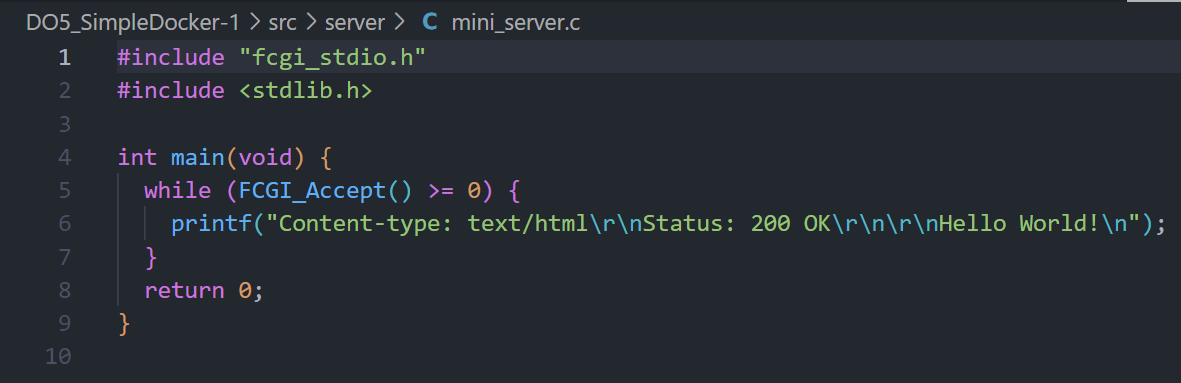 DO5_SimpleDocker-1 > src > server > C mini_server.c
1 #include "fcgi_stdio.h"
2 #include <stdlib.h>
3
4 int main(void) {
5   while (FCGI_Accept() >= 0) {
6     printf("Content-type: text/html\r\nStatus: 200 OK\r\n\r\nHello World!\n");
7   }
8   return 0;
9 }
10